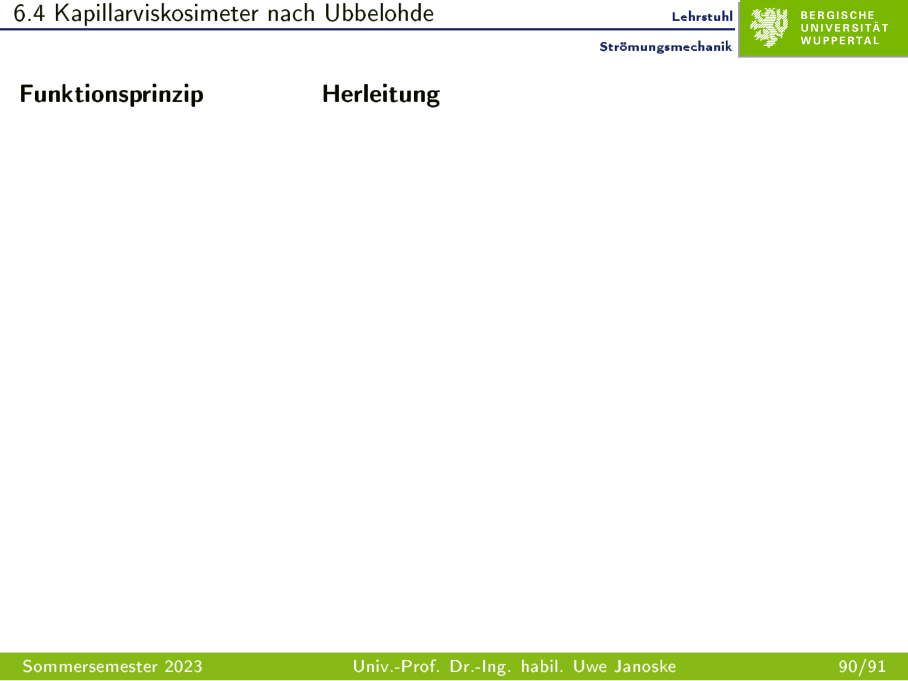 6.4 Kapillarviskosimeter nach Ubbelohde
Lehrstuhl
Strömungsmechanik
BERGISCHE
UNIVERSITÄT
WUPPERTAL
Funktionsprinzip
Herleitung
Sommersemester 2023
Univ.-Prof. Dr.-Ing. habil. Uwe Janoske
90/91